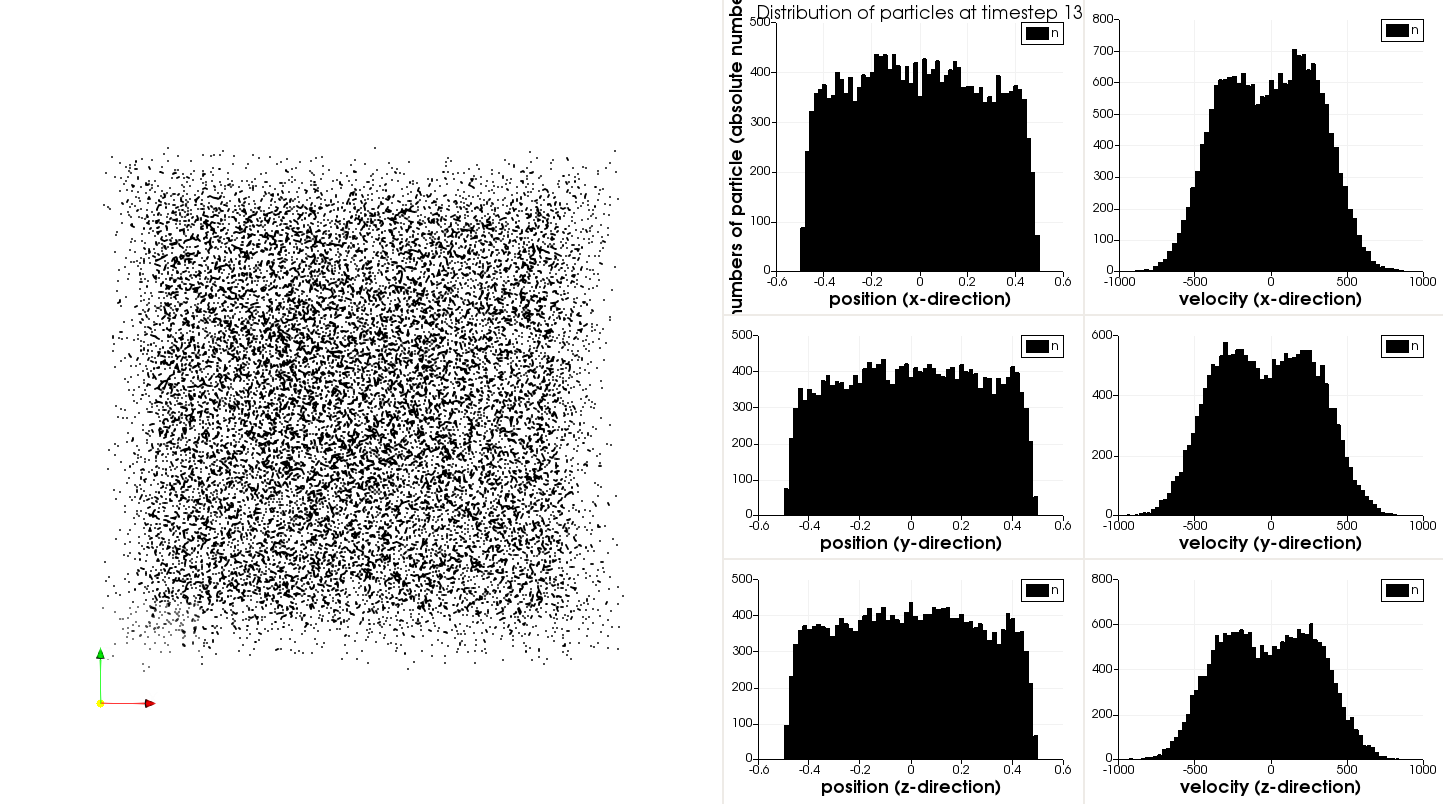 Distribution of particles at timestep 13
numbers of particle (absolute numbe
500
400
300
200
100
0
-0.6 -0.4 -0.2 0 0.2 0.4 0.6
position (x-direction)
n
800
700
600
500
400
300
200
100
0
-1000 -500 0 500 1000
velocity (x-direction)
n
500
400
300
200
100
0
-0.6 -0.4 -0.2 0 0.2 0.4 0.6
position (y-direction)
n
600
400
200
0
-1000 -500 0 500 1000
velocity (y-direction)
n
500
400
300
200
100
0
-0.6 -0.4 -0.2 0 0.2 0.4 0.6
position (z-direction)
n
800
600
400
200
0
-1000 -500 0 500 1000
velocity (z-direction)
n